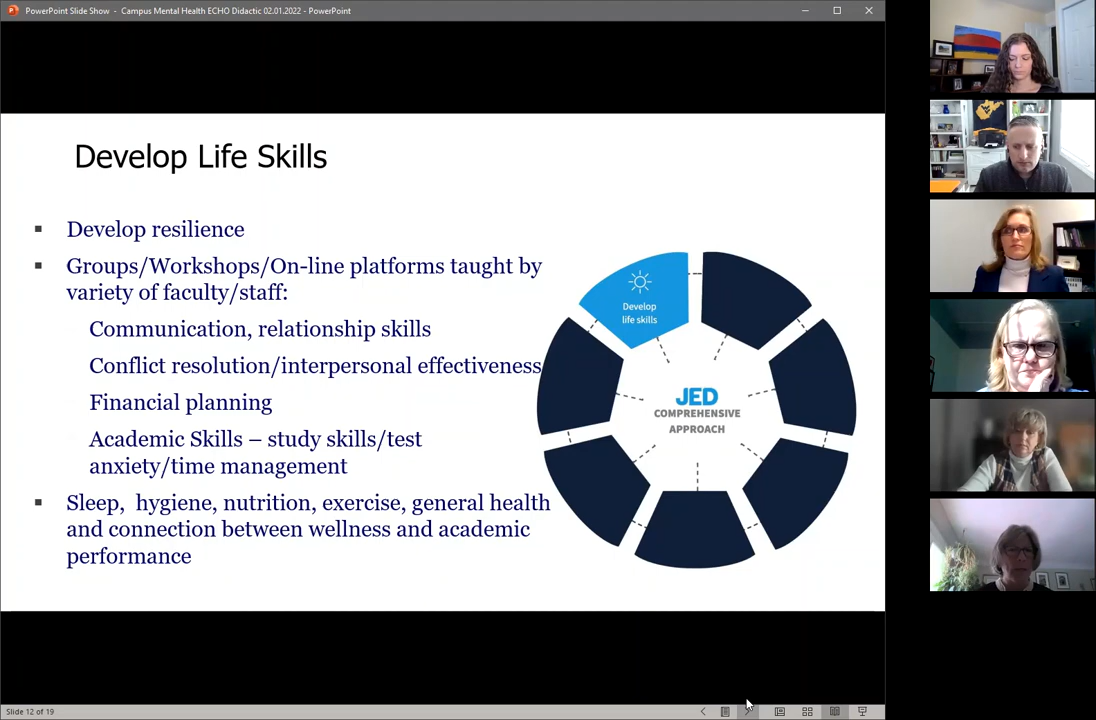 PowerPoint Slide Show - Campus Mental Health ECHO Didactic 02.01.2022 - PowerPoint
Develop Life Skills
▪ Develop resilience
▪ Groups/Workshops/On-line platforms taught by
variety of faculty/staff:
Communication, relationship skills
Conflict resolution/interpersonal effectiveness
Financial planning
Academic Skills – study skills/test
anxiety/time management
▪ Sleep, hygiene, nutrition, exercise, general health
and connection between wellness and academic
performance
Develop
life skills
JED
COMPREHENSIVE
APPROACH
Slide 12 of 19